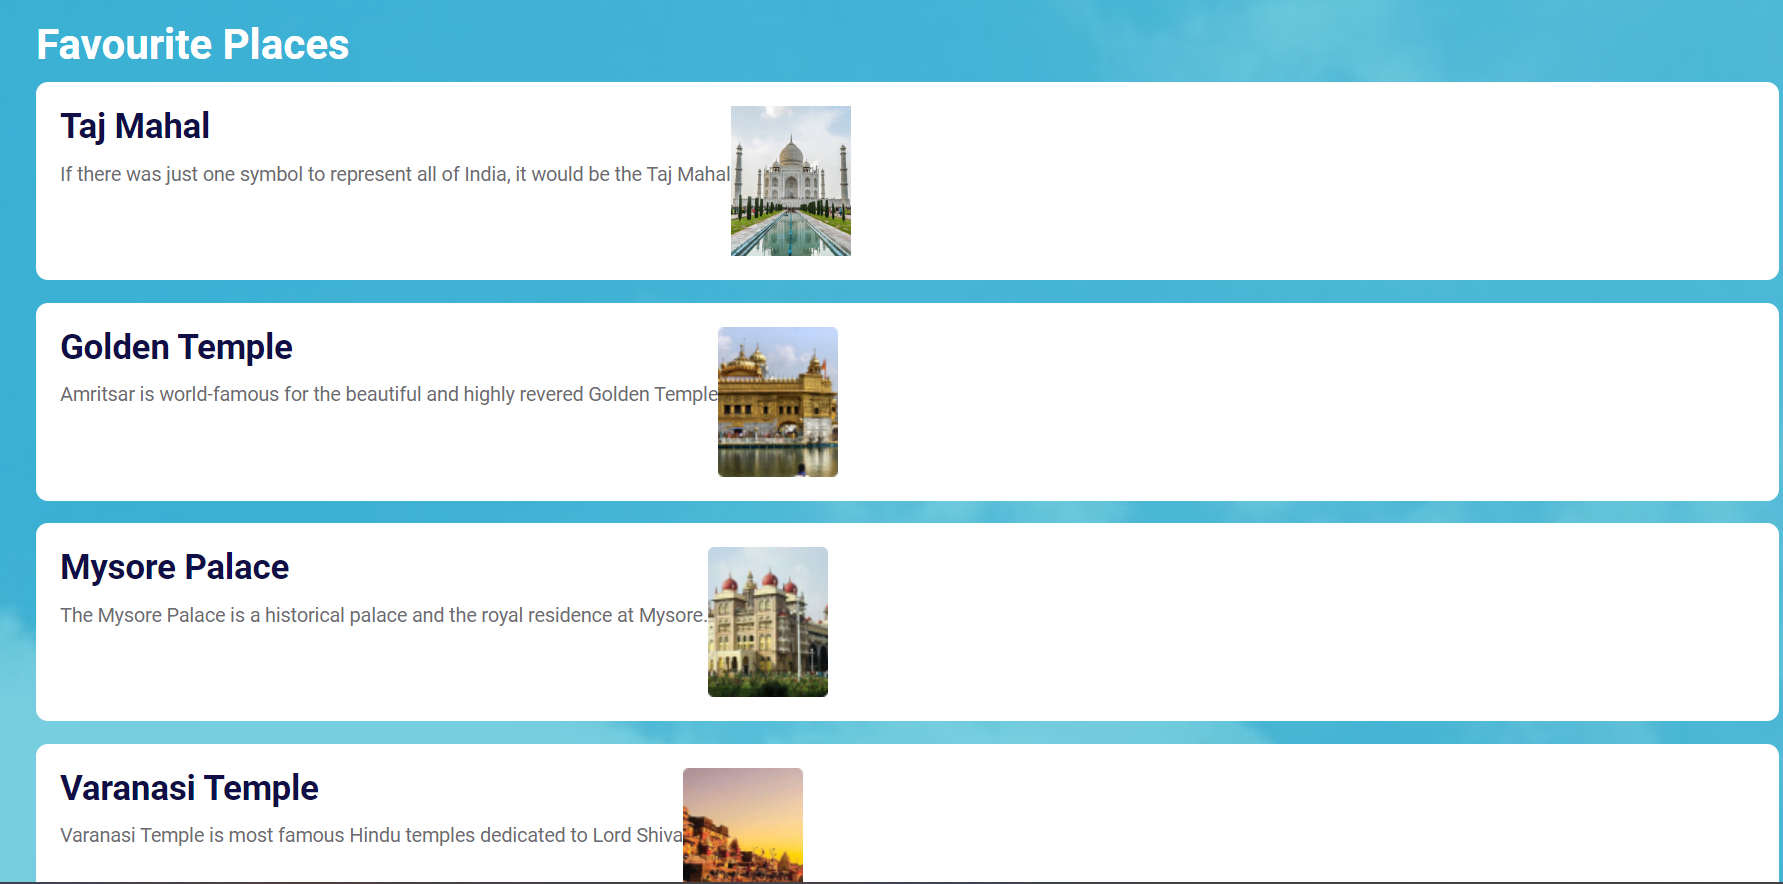 Favourite Places
Taj Mahal
If there was just one symbol to represent all of India, it would be the Taj Mahal
Golden Temple
Amritsar is world-famous for the beautiful and highly revered Golden Temple
Mysore Palace
The Mysore Palace is a historical palace and the royal residence at Mysore.
Varanasi Temple
Varanasi Temple is most famous Hindu temples dedicated to Lord Shiva